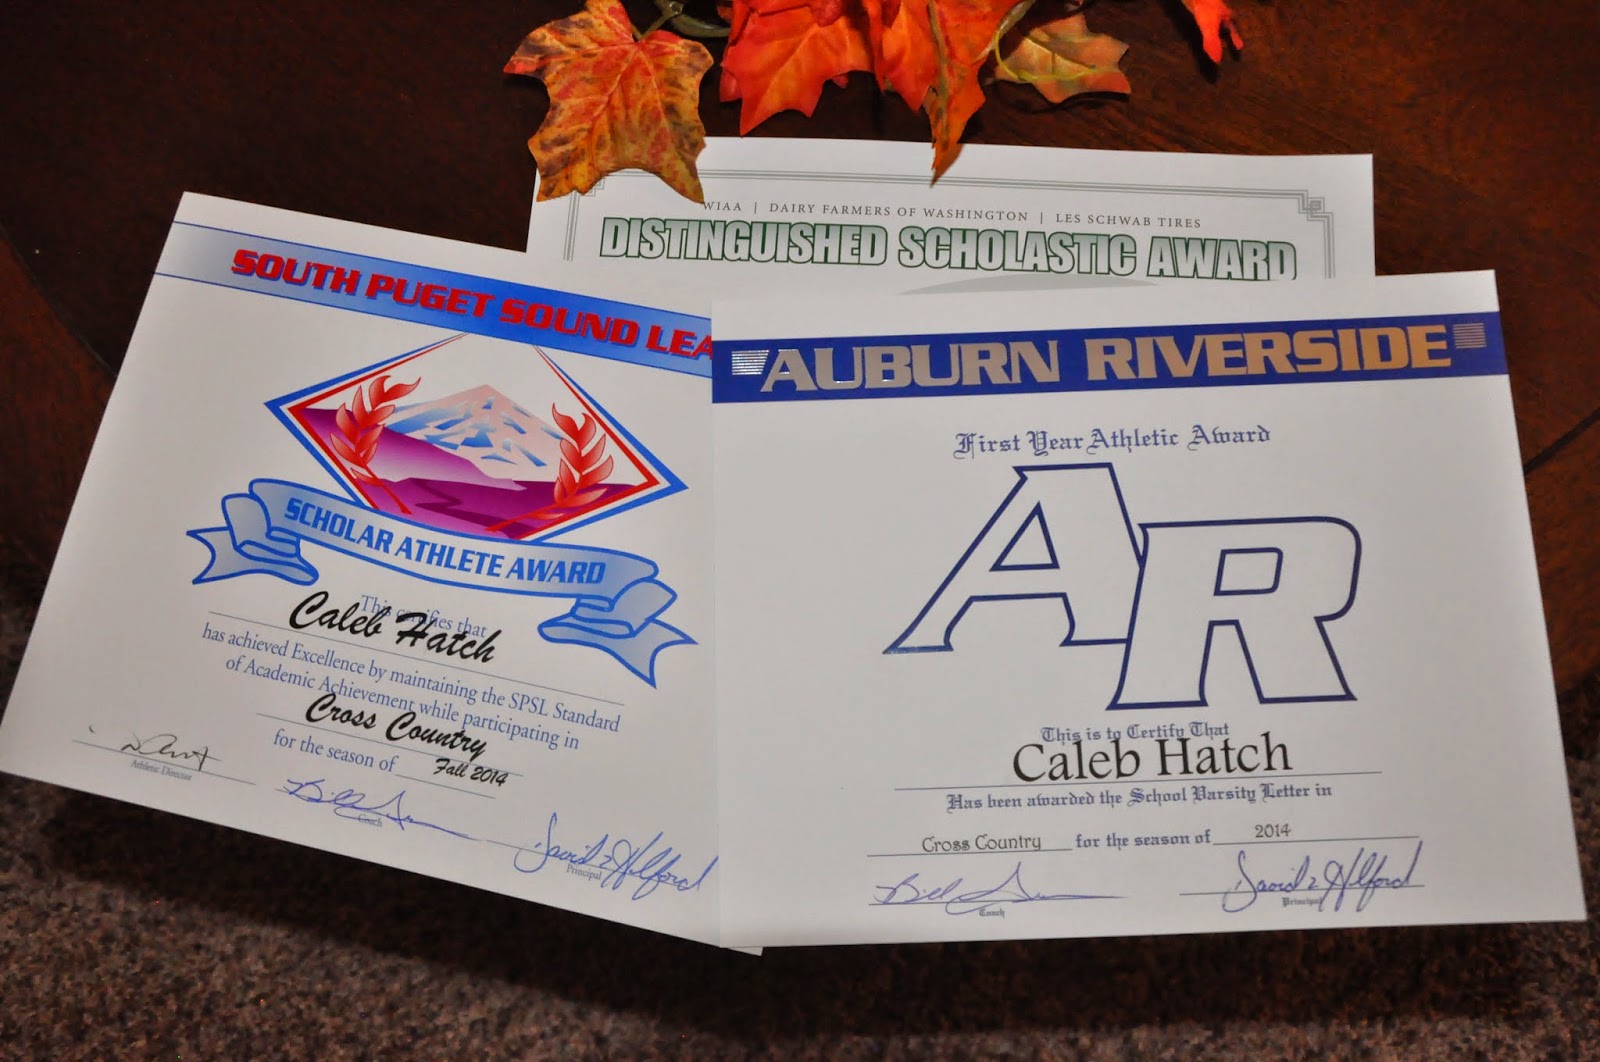 WIAA | DAIRY FARMERS OF WASHINGTON | LES SCHWAB TIRES
DISTINGUISHED SCHOLASTIC AWARD
SOUTH PUGET SOUND LEA
SCHOLAR ATHLETE AWARD
This certifies that
Caleb Hatch
has achieved Excellence by maintaining the SPSL Standard
of Academic Achievement while participating in
Cross Country
for the season of Fall 2014
Athletic Director
Coach
Principal
AUBURN RIVERSIDE
First Year Athletic Award
AR
This is to Certify That
Caleb Hatch
Has been awarded the School Varsity Letter in
Cross Country for the season of 2014
Coach
Principal